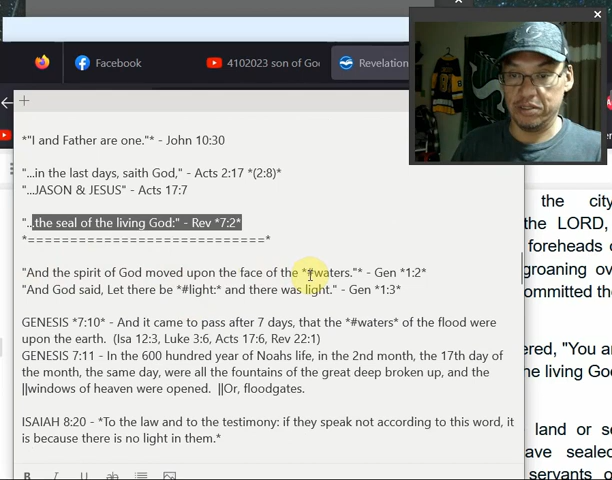 Facebook
4102023 son of Go
Revelation
*"I and Father are one."* - John 10:30
"...in the last days, saith God," - Acts 2:17 *(2:8)*
"...JASON & JESUS" - Acts 17:7
"...the seal of the living God:" - Rev *7:2*
*===========================*
"And the spirit of God moved upon the face of the *#waters."* - Gen *1:2*
"And God said, Let there be *#light:* and there was light." - Gen *1:3*
GENESIS *7:10* - And it came to pass after 7 days, that the *#waters* of the flood were
upon the earth.  (Isa 12:3, Luke 3:6, Acts 17:6, Rev 22:1)
GENESIS 7:11 - In the 600 hundred year of Noahs life, in the 2nd month, the 17th day of
the month, the same day, were all the fountains of the great deep broken up, and the
||windows of heaven were opened.  ||Or, floodgates.
ISAIAH 8:20 - *To the law and to the testimony: if they speak not according to this word, it
is because there is no light in them.*
B I U ab
the city
the LORD,
foreheads o
groaning ov
ommitted the
ered, "You a
he living God
land or s
ave sealed
servants o